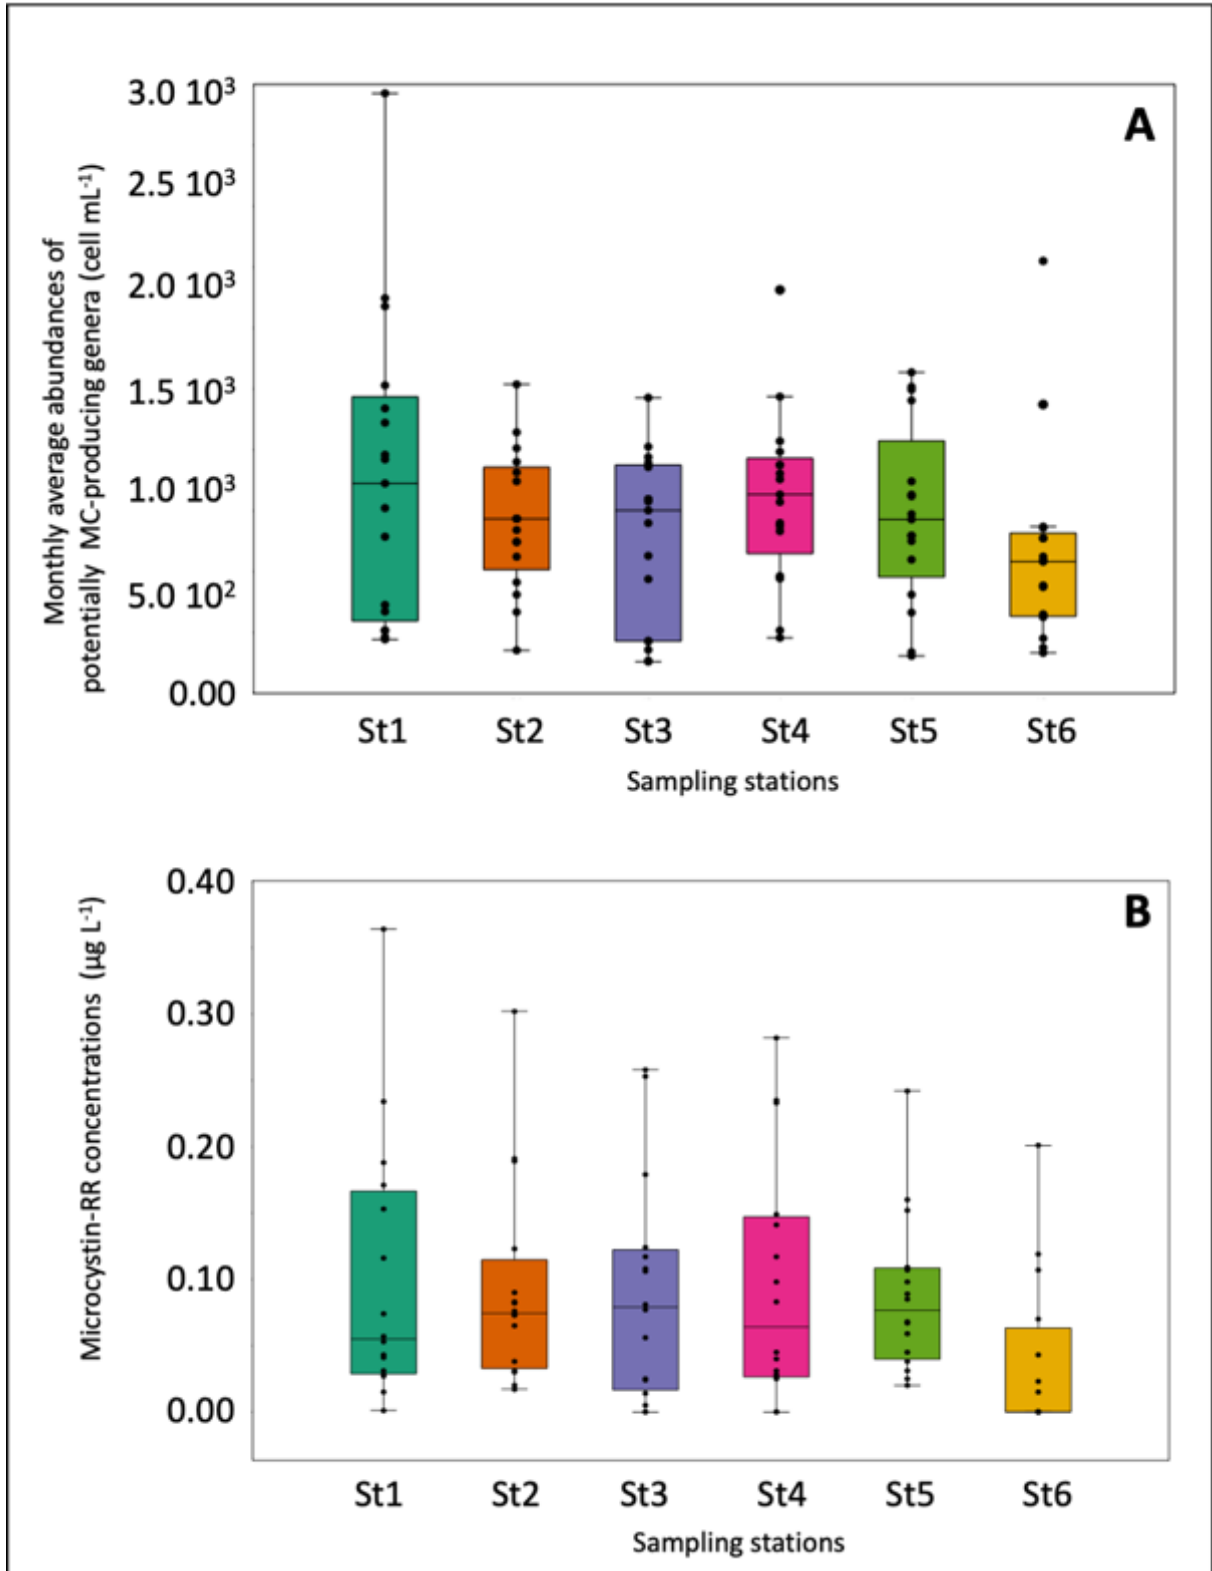 A
Monthly average abundances of
potentially MC-producing genera (cell mL⁻¹)
3.0 10³
2.5 10³
2.0 10³
1.5 10³
1.0 10³
5.0 10²
0.00
St1 St2 St3 St4 St5 St6
Sampling stations
B
Microcystin-RR concentrations (µg L⁻¹)
0.40
0.30
0.20
0.10
0.00
St1 St2 St3 St4 St5 St6
Sampling stations